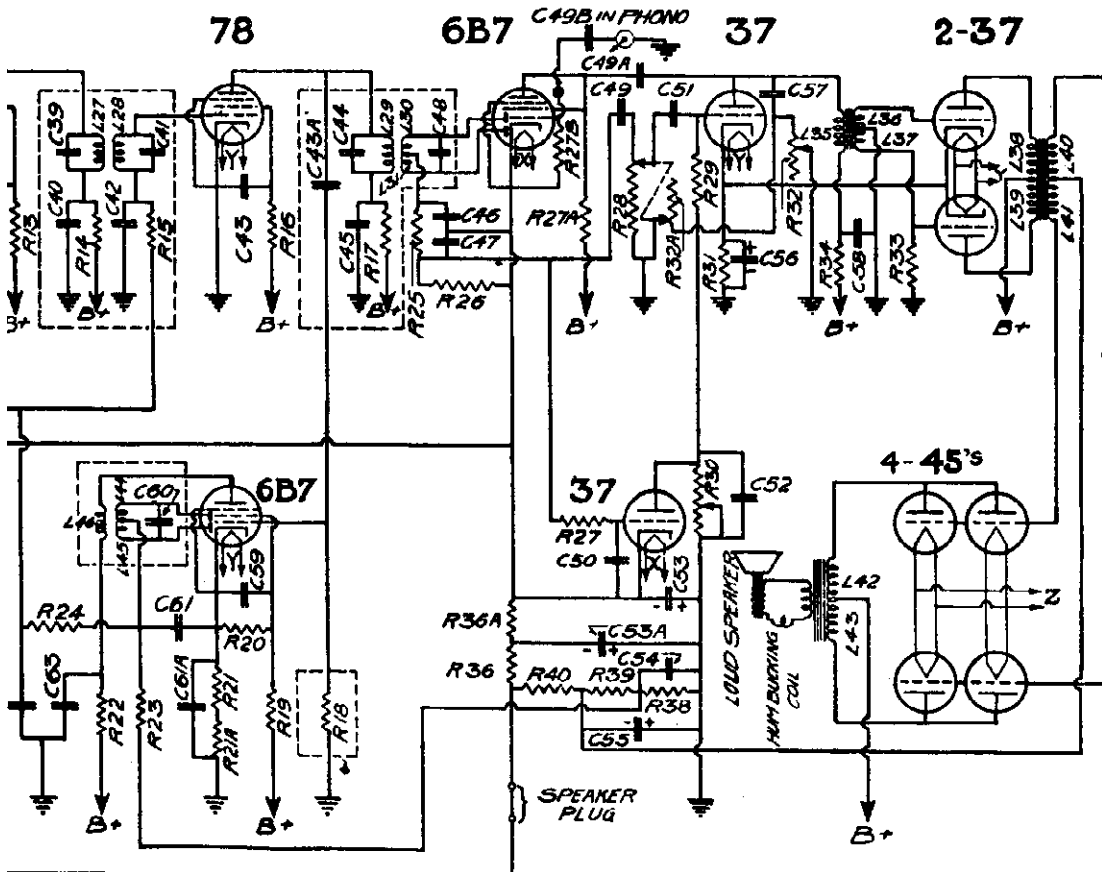 78
6B7
37
2-37
C49B IN PHONO
C49A
C49
C51
C57
C39
L27
L28
C41
C43A
C44
L29
L30
C48
L31
Y
X
Y
R27B
L35
L36
L37
L38
L40
C40
C42
R13
R14
R15
C43
R16
C45
R17
C46
C47
R25
R26
R27A
R28
R32A
R29
R32
R31
C56
R34
C58
R33
L39
L41
B+
B+
B+
B+
B+
B+
B+
6B7
37
4-45's
L44
C60
L46
L45
Y
C59
R27
C50
X
C53
R30
C52
R24
C61
R20
R36A
C53A
C54
R36
R40
R39
R38
C55
C63
R22
R23
C61A
R21
R21A
R19
R18
LOUD SPEAKER
HUM BUCKING
COIL
L42
L43
Z
SPEAKER
PLUG
B+
B+
B+